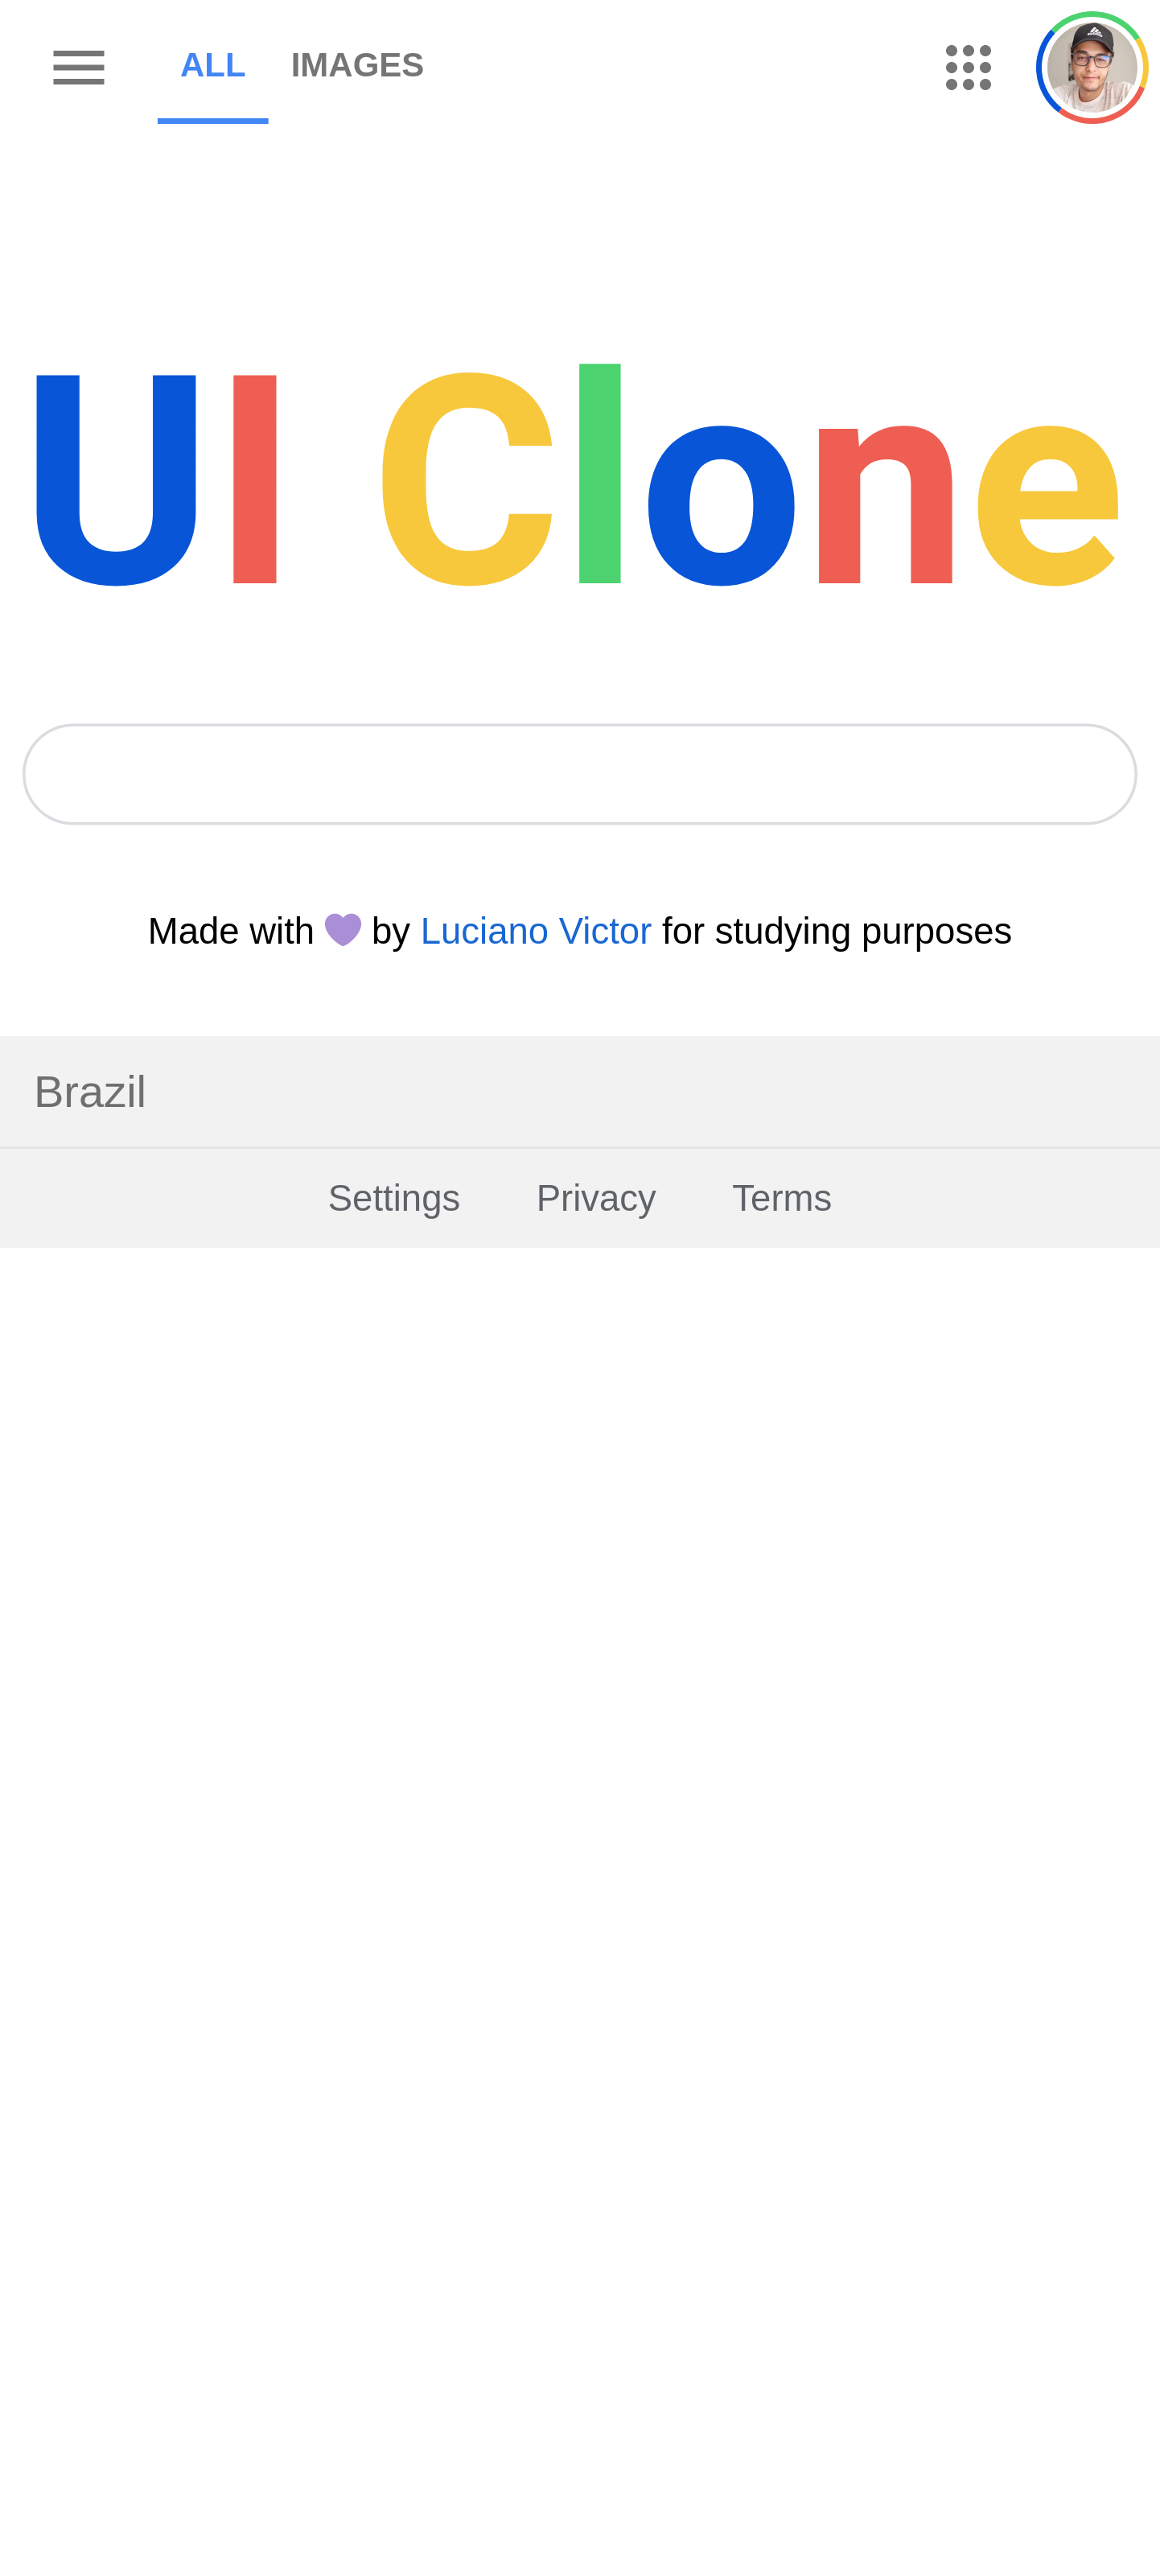 ALL IMAGES
UI Clone
Made with 💜 by Luciano Victor for studying purposes
Brazil
Settings Privacy Terms